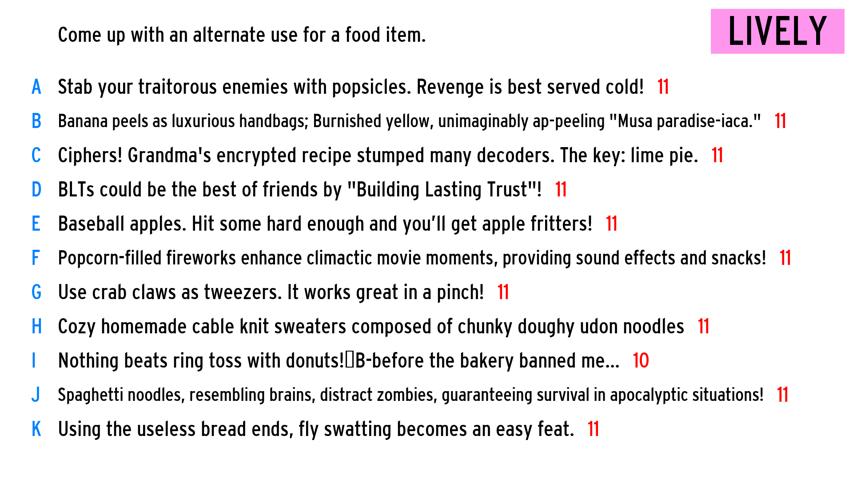 Come up with an alternate use for a food item.
LIVELY
A Stab your traitorous enemies with popsicles. Revenge is best served cold! 11
B Banana peels as luxurious handbags; Burnished yellow, unimaginably ap-peeling "Musa paradise-iaca." 11
C Ciphers! Grandma's encrypted recipe stumped many decoders. The key: lime pie. 11
D BLTs could be the best of friends by "Building Lasting Trust"! 11
E Baseball apples. Hit some hard enough and you’ll get apple fritters! 11
F Popcorn-filled fireworks enhance climactic movie moments, providing sound effects and snacks! 11
G Use crab claws as tweezers. It works great in a pinch! 11
H Cozy homemade cable knit sweaters composed of chunky doughy udon noodles 11
I Nothing beats ring toss with donuts!▯B-before the bakery banned me... 10
J Spaghetti noodles, resembling brains, distract zombies, guaranteeing survival in apocalyptic situations! 11
K Using the useless bread ends, fly swatting becomes an easy feat. 11